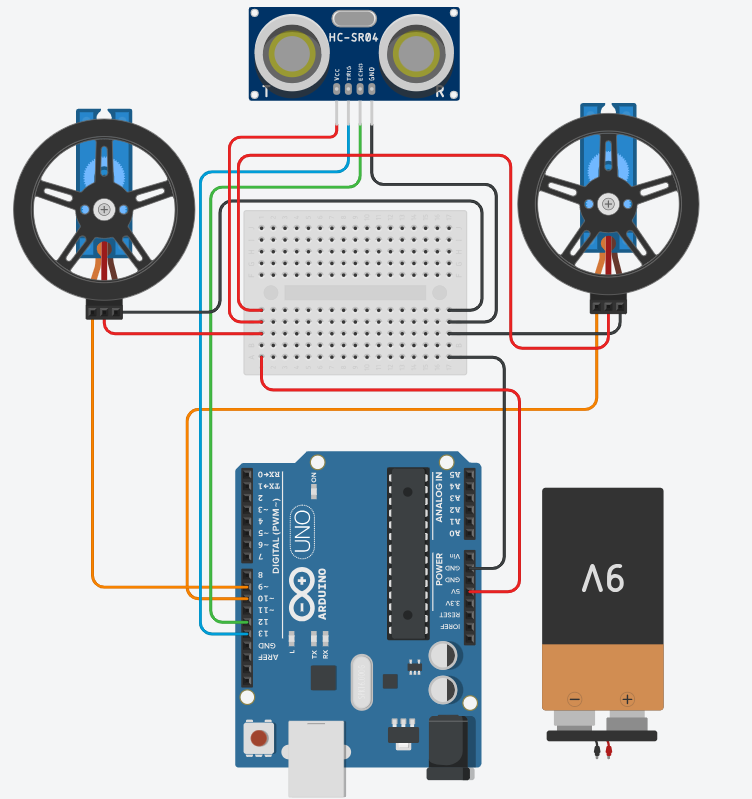 HC-SR04
VCC
TRIG
ECHO
GND
T
R
RX←0
TX→1
2
~3
4
~5
~6
7
8
~9
~10
~11
12
13
GND
AREF
DIGITAL (PWM~)
ON
UNO
ARDUINO
L
TX
RX
ANALOG IN
A5
A4
A3
A2
A1
A0
POWER
Vin
GND
GND
5V
3.3V
RESET
IOREF
9V
−
+